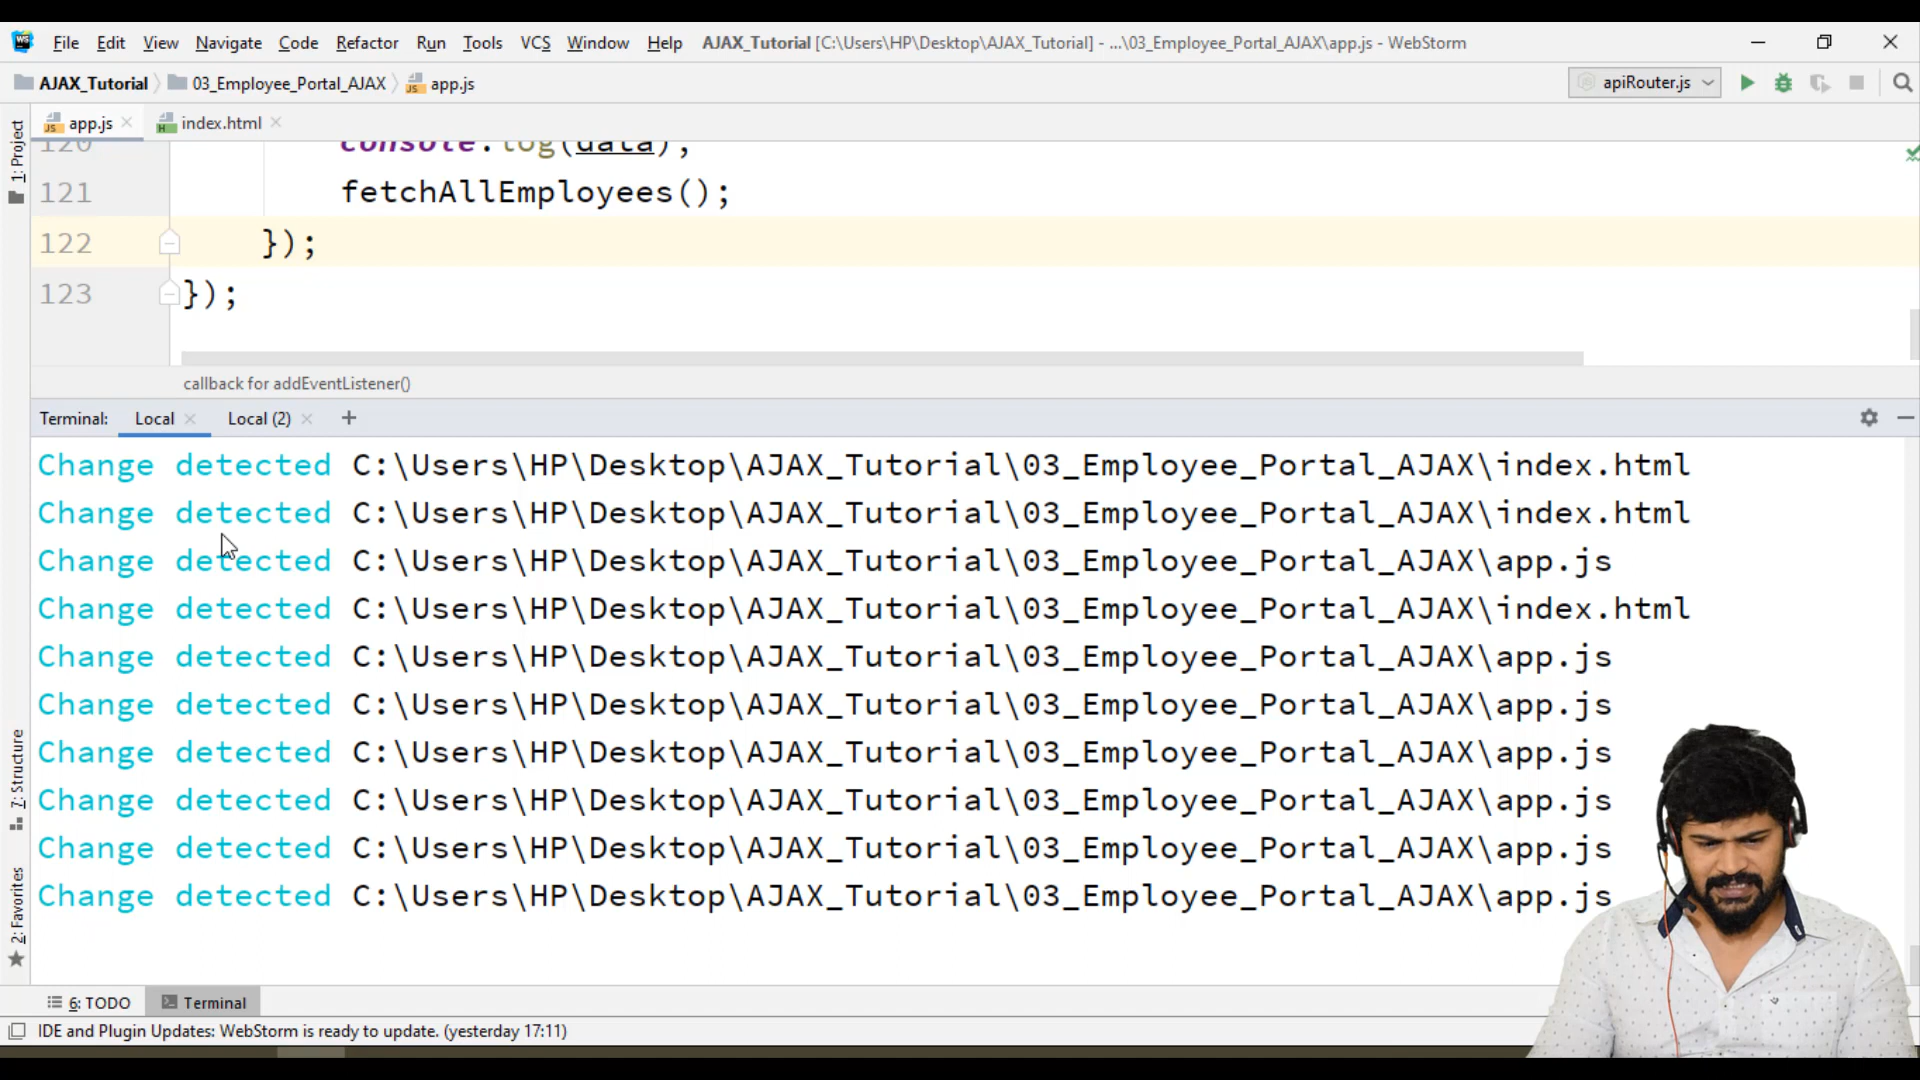 WS File Edit View Navigate Code Refactor Run Tools VCS Window Help AJAX_Tutorial [C:\Users\HP\Desktop\AJAX_Tutorial] - ...\03_Employee_Portal_AJAX\app.js - WebStorm
AJAX_Tutorial 03_Employee_Portal_AJAX app.js apiRouter.js
app.js index.html
1: Project
120 console.log(data);
121 fetchAllEmployees();
122 });
123 });
callback for addEventListener()
Terminal: Local Local (2) +
Change detected C:\Users\HP\Desktop\AJAX_Tutorial\03_Employee_Portal_AJAX\index.html
Change detected C:\Users\HP\Desktop\AJAX_Tutorial\03_Employee_Portal_AJAX\index.html
Change detected C:\Users\HP\Desktop\AJAX_Tutorial\03_Employee_Portal_AJAX\app.js
Change detected C:\Users\HP\Desktop\AJAX_Tutorial\03_Employee_Portal_AJAX\index.html
Change detected C:\Users\HP\Desktop\AJAX_Tutorial\03_Employee_Portal_AJAX\app.js
Change detected C:\Users\HP\Desktop\AJAX_Tutorial\03_Employee_Portal_AJAX\app.js
Change detected C:\Users\HP\Desktop\AJAX_Tutorial\03_Employee_Portal_AJAX\app.js
Change detected C:\Users\HP\Desktop\AJAX_Tutorial\03_Employee_Portal_AJAX\app.js
Change detected C:\Users\HP\Desktop\AJAX_Tutorial\03_Employee_Portal_AJAX\app.js
Change detected C:\Users\HP\Desktop\AJAX_Tutorial\03_Employee_Portal_AJAX\app.js
7: Structure
2: Favorites
6: TODO Terminal
IDE and Plugin Updates: WebStorm is ready to update. (yesterday 17:11)